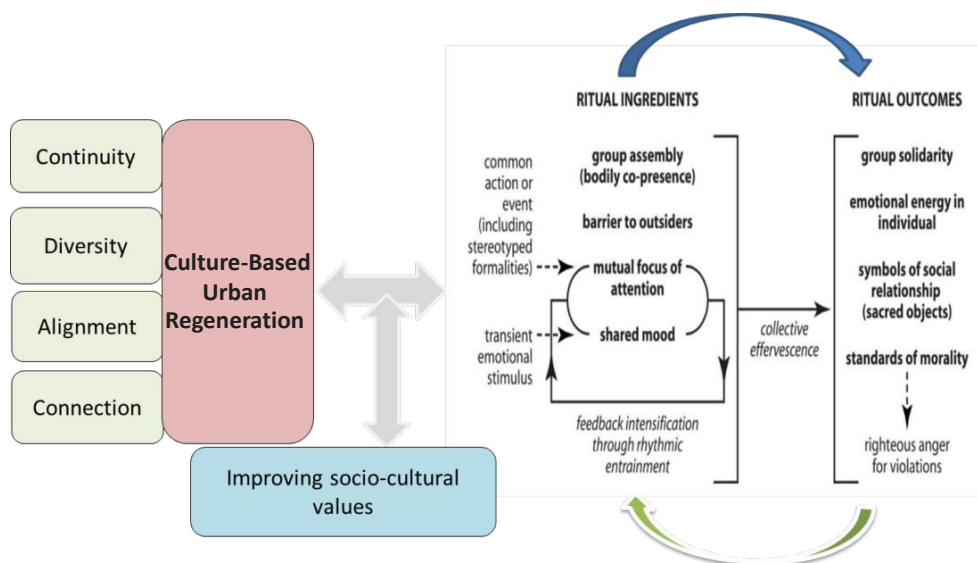 Continuity
Diversity
Alignment
Connection
Culture-Based
Urban
Regeneration
Improving socio-cultural
values
RITUAL INGREDIENTS
common
action or
event
(including
stereotyped
formalities)
transient
emotional
stimulus
group assembly
(bodily co-presence)
barrier to outsiders
mutual focus of
attention
shared mood
feedback intensification
through rhythmic
entrainment
collective
effervescence
RITUAL OUTCOMES
group solidarity
emotional energy in
individual
symbols of social
relationship
(sacred objects)
standards of morality
righteous anger
for violations